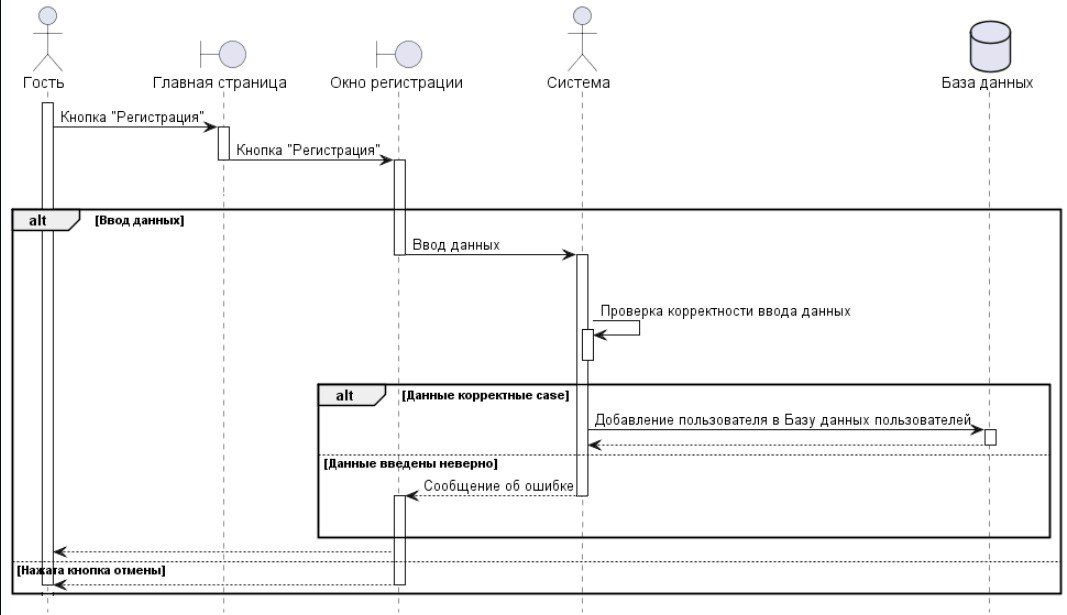 Гость
Главная страница
Окно регистрации
Система
База данных
Кнопка "Регистрация"
Кнопка "Регистрация"
alt
[Ввод данных]
Ввод данных
Проверка корректности ввода данных
alt
[Данные корректные case]
Добавление пользователя в Базу данных пользователей
[Данные введены неверно]
Сообщение об ошибке
[Нажата кнопка отмены]